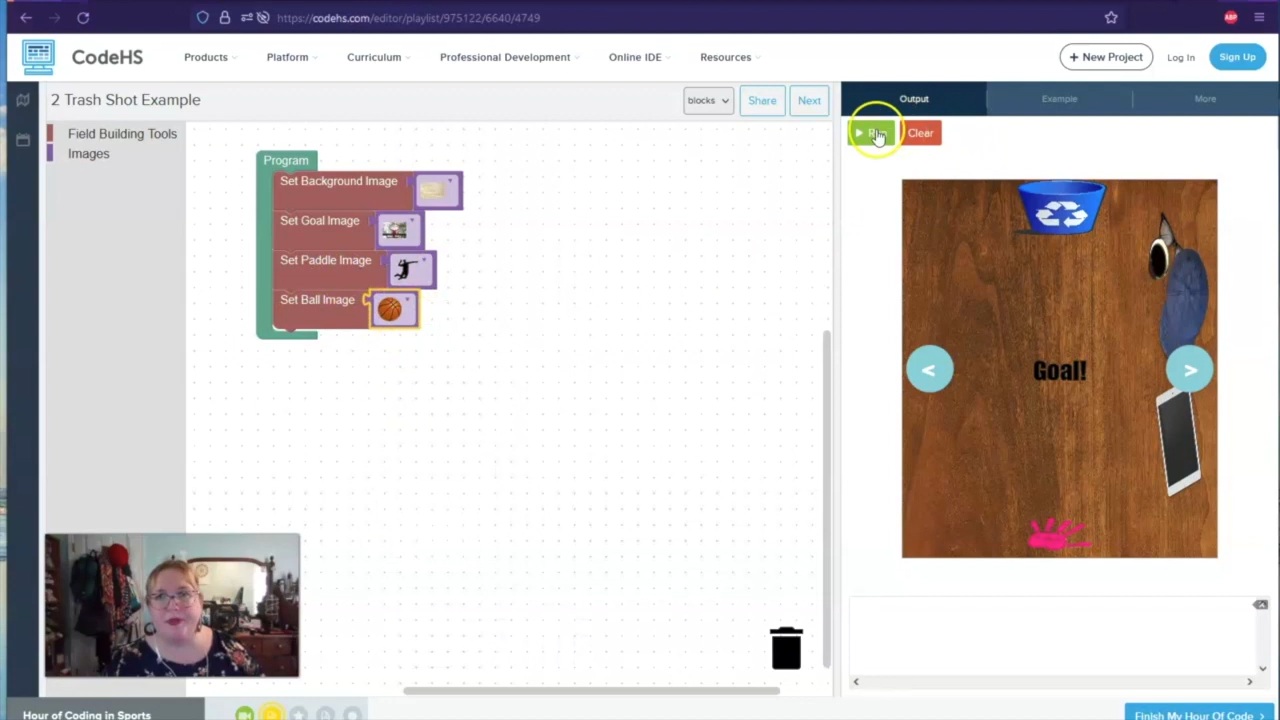 https://codehs.com/editor/playlist/975122/6640/4749
ABP
CodeHS
Products
Platform
Curriculum
Professional Development
Online IDE
Resources
+ New Project
Log In
Sign Up
2 Trash Shot Example
blocks
Share
Next
Output
Example
More
Field Building Tools
Images
Run
Clear
Program
Set Background Image
Set Goal Image
Set Paddle Image
Set Ball Image
<
Goal!
>
Hour of Coding in Sports
Finish My Hour Of Code >